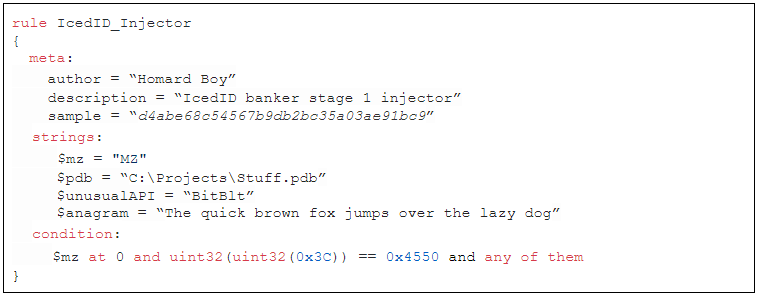 rule IcedID_Injector
{
meta:
author = “Homard Boy”
description = “IcedID banker stage 1 injector”
sample = “d4abe68c54567b9db2bc35a03ae91bc9”
strings:
$mz = "MZ"
$pdb = “C:\Projects\Stuff.pdb”
$unusualAPI = “BitBlt”
$anagram = “The quick brown fox jumps over the lazy dog”
condition:
$mz at 0 and uint32(uint32(0x3C)) == 0x4550 and any of them
}